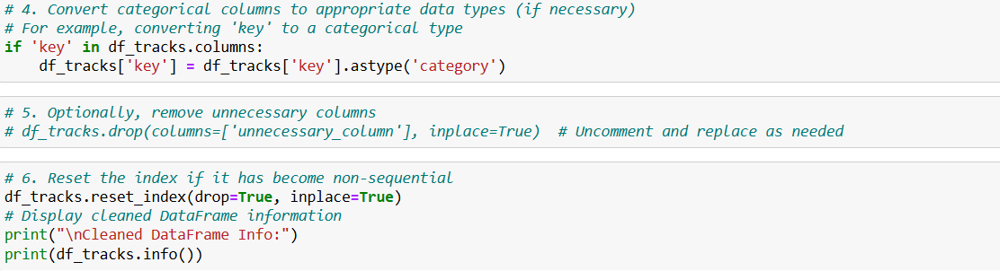 # 4. Convert categorical columns to appropriate data types (if necessary)
# For example, converting 'key' to a categorical type
if 'key' in df_tracks.columns:
    df_tracks['key'] = df_tracks['key'].astype('category')
# 5. Optionally, remove unnecessary columns
# df_tracks.drop(columns=['unnecessary_column'], inplace=True)  # Uncomment and replace as needed
# 6. Reset the index if it has become non-sequential
df_tracks.reset_index(drop=True, inplace=True)
# Display cleaned DataFrame information
print("\nCleaned DataFrame Info:")
print(df_tracks.info())